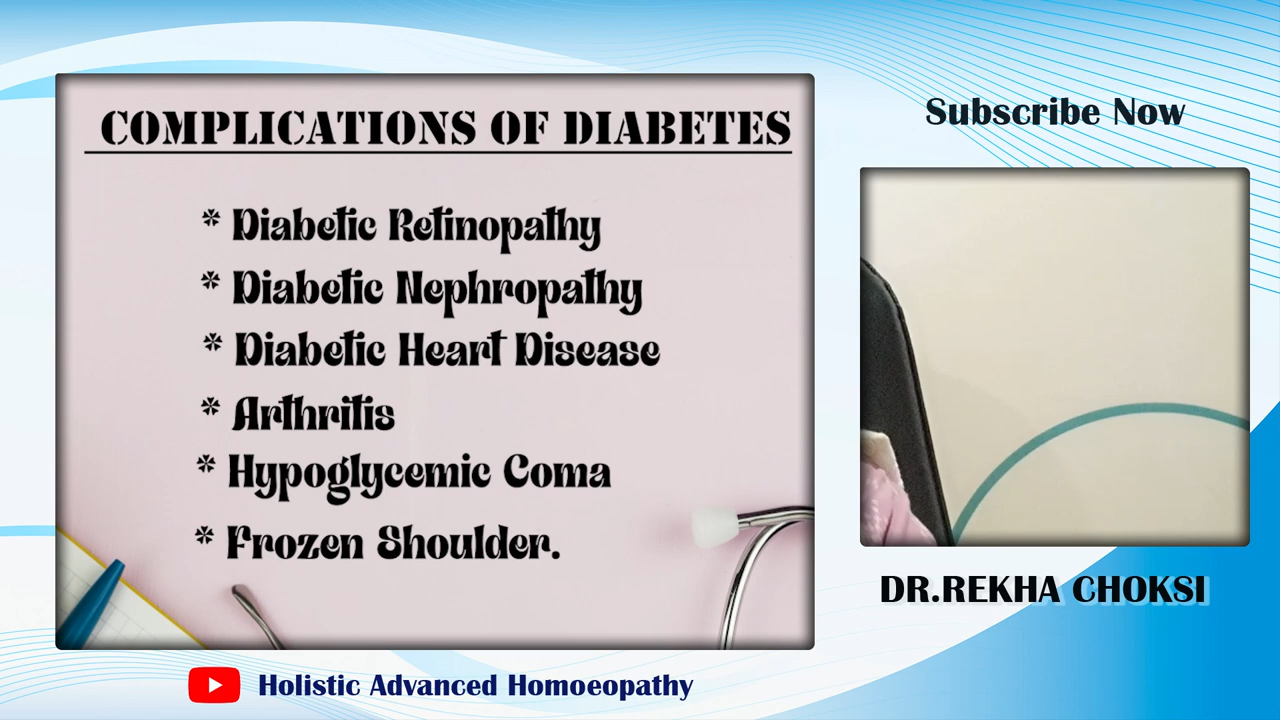 COMPLICATIONS OF DIABETES
* Diabetic Retinopathy
* Diabetic Nephropathy
* Diabetic Heart Disease
* Arthritis
* Hypoglycemic Coma
* Frozen Shoulder.
Subscribe Now
DR.REKHA CHOKSI
Holistic Advanced Homoeopathy